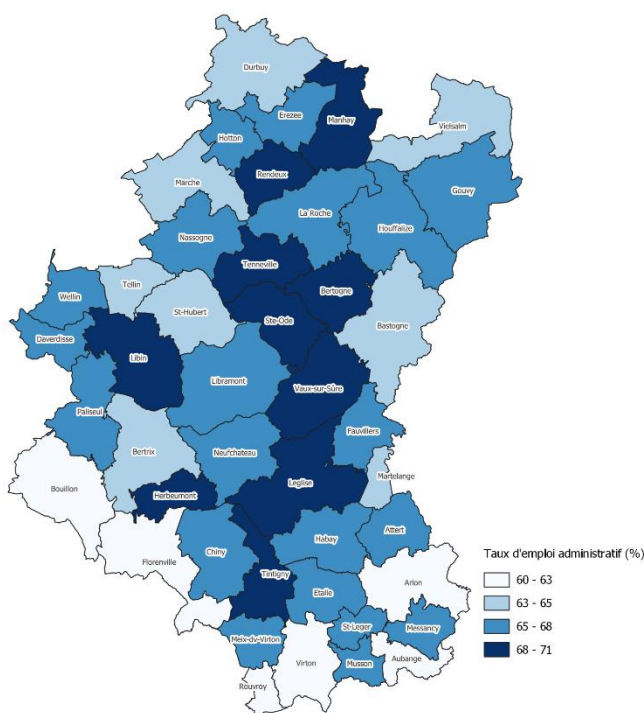 Durbuy
Manhay
Erezee
Vielsalm
Hotton
Rendeux
Marche
Gouvy
La Roche
Houffalize
Nassogne
Tenneville
Tellin
Bertogne
Wellin
St-Hubert
Ste-Ode
Bastogne
Daverdisse
Libin
Libramont
Vaux-sur-Sûre
Paliseul
Fauvillers
Bertrix
Neufchateau
Martelange
Bouillon
Herbeumont
Leglise
Attert
Habay
Chiny
Florenville
Tintigny
Arlon
Etalle
St-Leger
Messancy
Meix-dv-Virton
Virton
Musson
Aubange
Rouvroy
Taux d'emploi administratif (%)
60 - 63
63 - 65
65 - 68
68 - 71